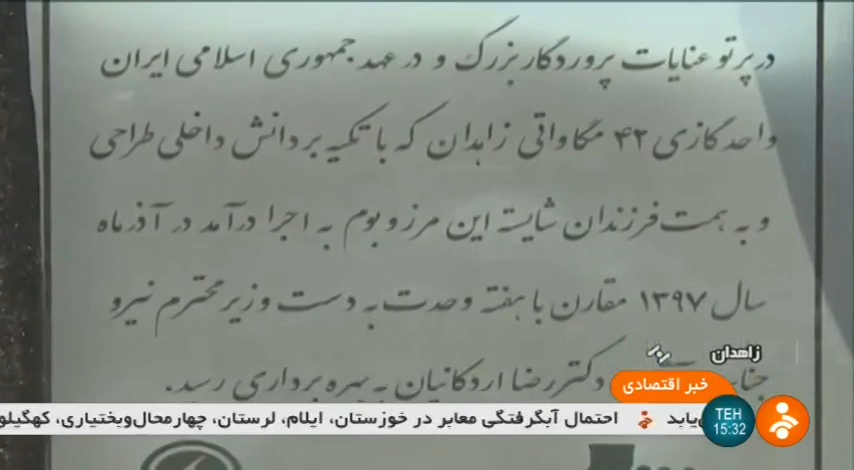 در پرتو عنایات پروردگار بزرگ و در عهد جمهوری اسلامی ایران
واحد گازی ۴۲ مگاواتی زاهدان که با تکیه بر دانش داخلی طراحی
و به همت فرزندان شایسته این مرز و بوم به اجرا درآمد در آذرماه
سال ۱۳۹۷ مقارن با هفته وحدت به دست وزیر محترم نیرو
دکتر رضا اردکانیان به بهره برداری رسید.
زاهدان
خبر اقتصادی
احتمال آبگرفتگی معابر در خوزستان، ایلام، لرستان، چهارمحال‌وبختیاری، کهگیلو
TEH
15:32